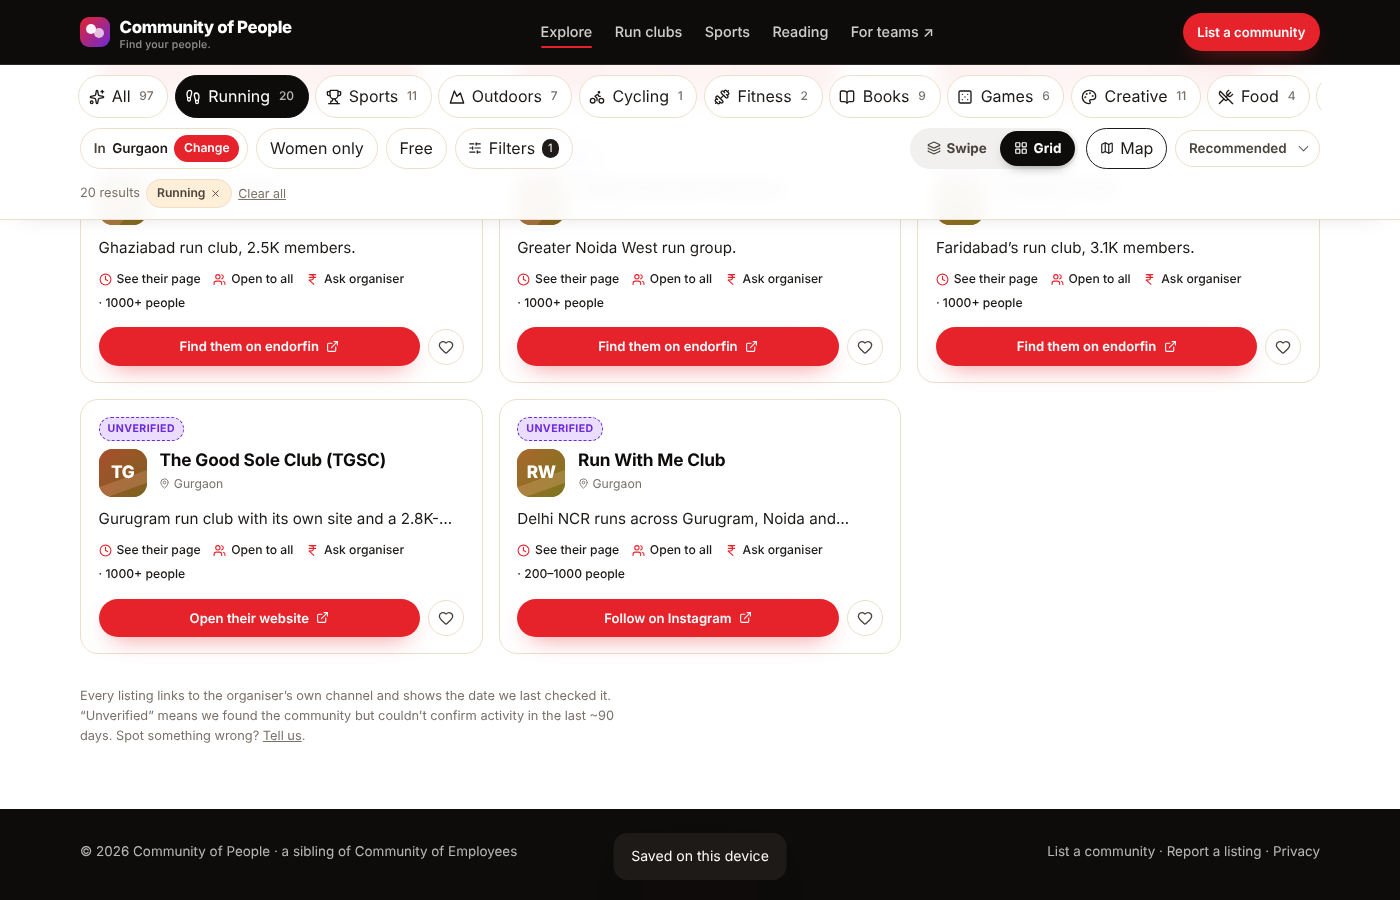 Community of People
Find your people.
Explore
Run clubs
Sports
Reading
For teams ↗
List a community
All 97
Running 20
Sports 11
Outdoors 7
Cycling 1
Fitness 2
Books 9
Games 6
Creative 11
Food 4
In Gurgaon Change
Women only
Free
Filters 1
Swipe
Grid
Map
Recommended
20 results
Running ×
Clear all
Ghaziabad run club, 2.5K members.
See their page Open to all ₹ Ask organiser
· 1000+ people
Find them on endorfin
Greater Noida West run group.
See their page Open to all ₹ Ask organiser
· 1000+ people
Find them on endorfin
Faridabad’s run club, 3.1K members.
See their page Open to all ₹ Ask organiser
· 1000+ people
Find them on endorfin
UNVERIFIED
TG
The Good Sole Club (TGSC)
Gurgaon
Gurugram run club with its own site and a 2.8K-…
See their page Open to all ₹ Ask organiser
· 1000+ people
Open their website
UNVERIFIED
RW
Run With Me Club
Gurgaon
Delhi NCR runs across Gurugram, Noida and…
See their page Open to all ₹ Ask organiser
· 200–1000 people
Follow on Instagram
Every listing links to the organiser’s own channel and shows the date we last checked it.
“Unverified” means we found the community but couldn’t confirm activity in the last ~90
days. Spot something wrong? Tell us.
© 2026 Community of People · a sibling of Community of Employees
Saved on this device
List a community · Report a listing · Privacy